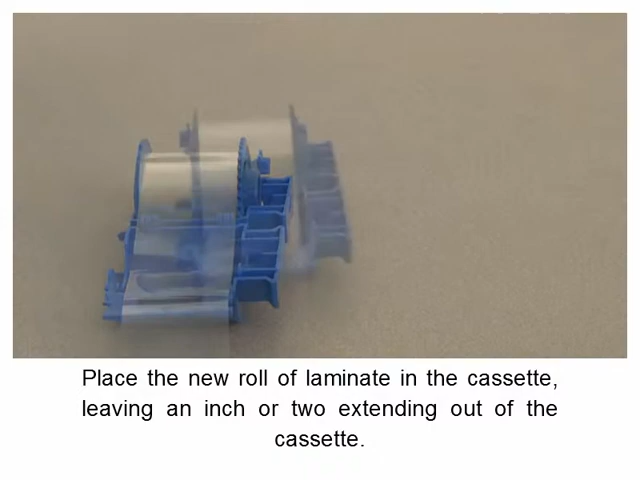 Place the new roll of laminate in the cassette,
leaving an inch or two extending out of the
cassette.